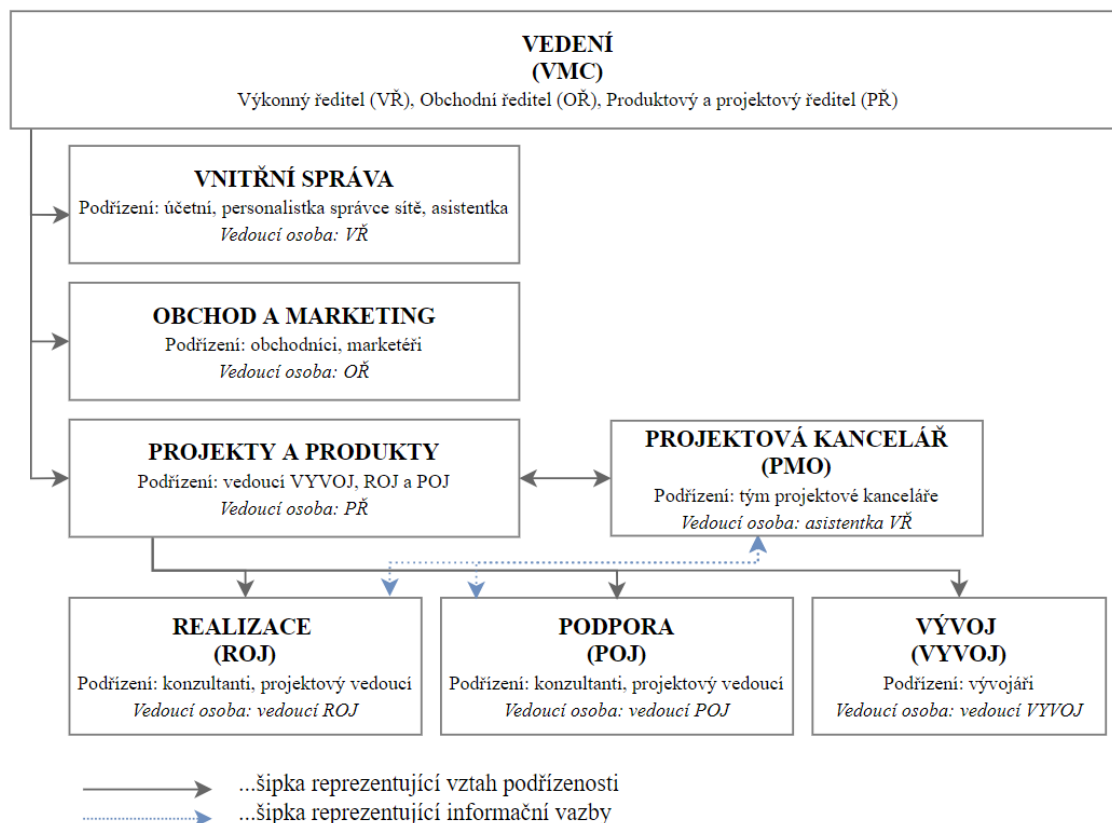 VEDENÍ
(VMC)
Výkonný ředitel (VŘ), Obchodní ředitel (OŘ), Produktový a projektový ředitel (PŘ)
VNITŘNÍ SPRÁVA
Podřízení: účetní, personalistka správce sítě, asistentka
Vedoucí osoba: VŘ
OBCHOD A MARKETING
Podřízení: obchodníci, marketéři
Vedoucí osoba: OŘ
PROJEKTY A PRODUKTY
Podřízení: vedoucí VYVOJ, ROJ a POJ
Vedoucí osoba: PŘ
PROJEKTOVÁ KANCELÁŘ
(PMO)
Podřízení: tým projektové kanceláře
Vedoucí osoba: asistentka VŘ
REALIZACE
(ROJ)
Podřízení: konzultanti, projektový vedoucí
Vedoucí osoba: vedoucí ROJ
PODPORA
(POJ)
Podřízení: konzultanti, projektový vedoucí
Vedoucí osoba: vedoucí POJ
VÝVOJ
(VYVOJ)
Podřízení: vývojáři
Vedoucí osoba: vedoucí VYVOJ
...šipka reprezentující vztah podřízenosti
...šipka reprezentující informační vazby